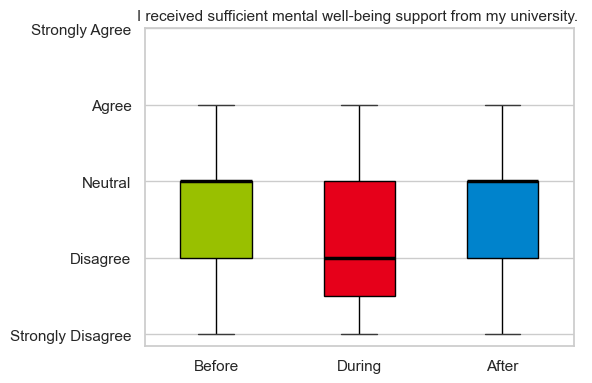 I received sufficient mental well-being support from my university.
Strongly Agree
Agree
Neutral
Disagree
Strongly Disagree
Before During After